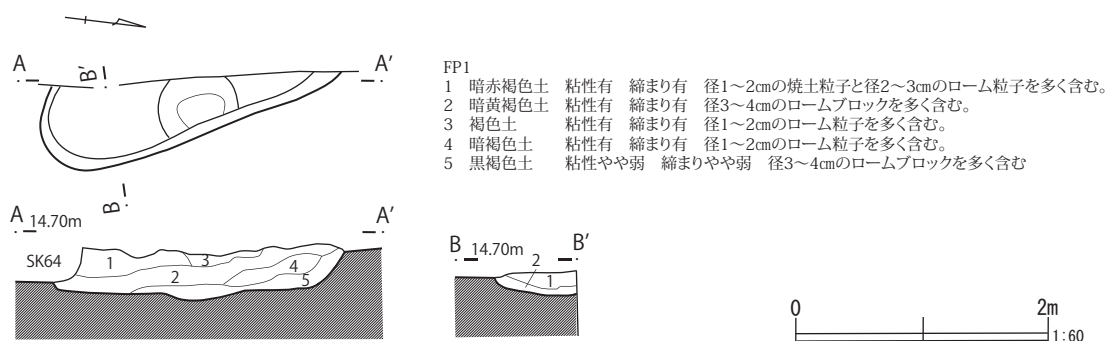 A
B'
A'
B
FP1
1 暗赤褐色土 粘性有 締まり有 径1～2㎝の焼土粒子と径2～3㎝のローム粒子を多く含む。
2 暗黄褐色土 粘性有 締まり有 径3～4㎝のロームブロックを多く含む。
3 褐色土 粘性有 締まり有 径1～2㎝のローム粒子を多く含む。
4 暗褐色土 粘性有 締まり有 径1～2㎝のローム粒子を多く含む。
5 黒褐色土 粘性やや弱 締まりやや弱 径3～4㎝のロームブロックを多く含む
A 14.70m A'
SK64
1
3
2
4
5
B 14.70m B'
2
1
0 2m
1:60